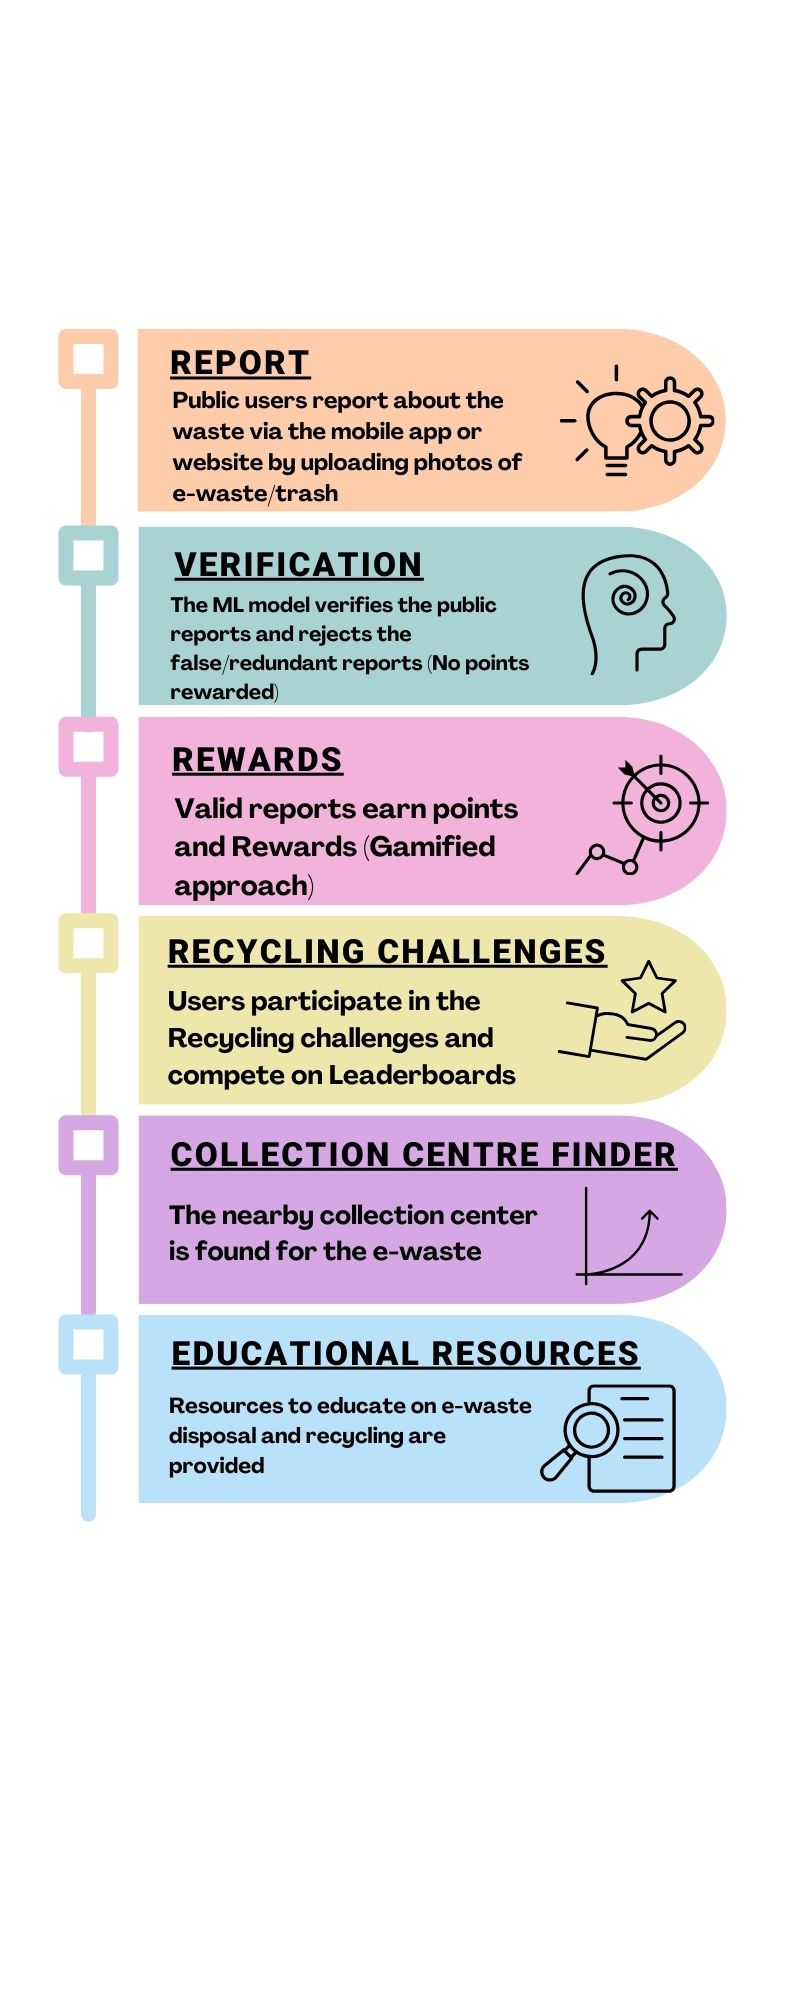 REPORT
Public users report about the
waste via the mobile app or
website by uploading photos of
e-waste/trash
VERIFICATION
The ML model verifies the public
reports and rejects the
false/redundant reports (No points
rewarded)
REWARDS
Valid reports earn points
and Rewards (Gamified
approach)
RECYCLING CHALLENGES
Users participate in the
Recycling challenges and
compete on Leaderboards
COLLECTION CENTRE FINDER
The nearby collection center
is found for the e-waste
EDUCATIONAL RESOURCES
Resources to educate on e-waste
disposal and recycling are
provided